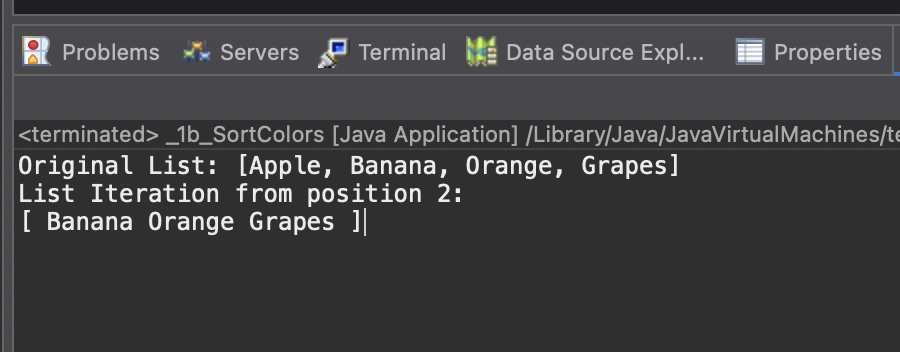 Problems Servers Terminal Data Source Expl... Properties
<terminated> _1b_SortColors [Java Application] /Library/Java/JavaVirtualMachines/te
Original List: [Apple, Banana, Orange, Grapes]
List Iteration from position 2:
[ Banana Orange Grapes ]